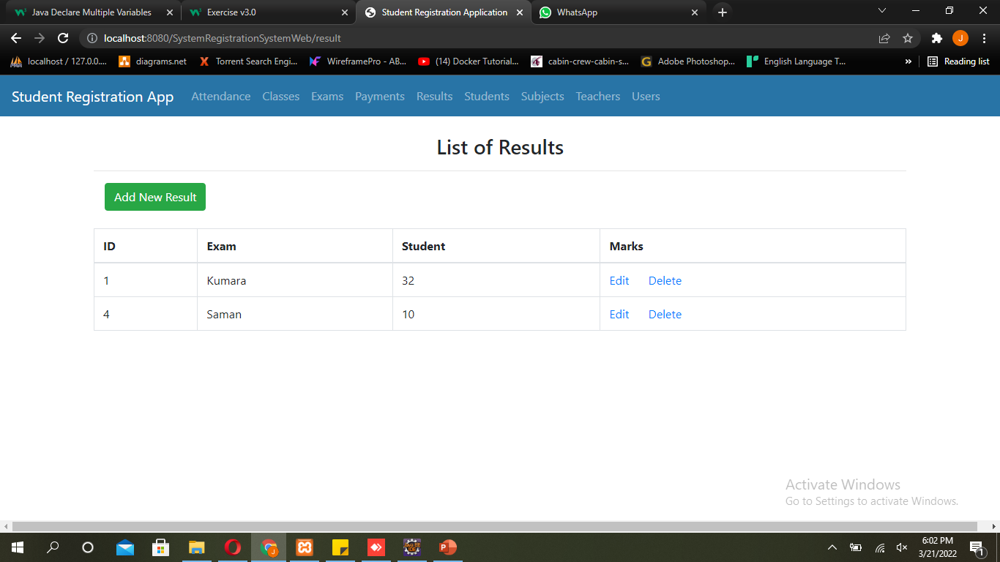 Java Declare Multiple Variables
Exercise v3.0
Student Registration Application
WhatsApp
localhost:8080/SystemRegistrationSystemWeb/result
J
localhost / 127.0.0....
diagrams.net
Torrent Search Engi...
WireframePro - AB...
(14) Docker Tutorial...
cabin-crew-cabin-s...
Adobe Photoshop...
English Language T...
»
Reading list
Student Registration App Attendance Classes Exams Payments Results Students Subjects Teachers Users
List of Results
Add New Result
ID Exam Student Marks
1 Kumara 32 Edit Delete
4 Saman 10 Edit Delete
Activate Windows
Go to Settings to activate Windows.
6:02 PM
3/21/2022
1